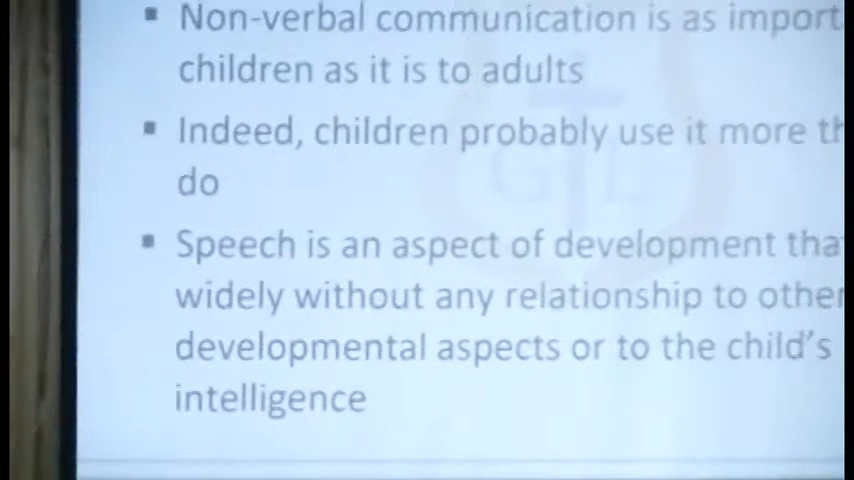 ▪ Non-verbal communication is as import
children as it is to adults
▪ Indeed, children probably use it more th
do
▪ Speech is an aspect of development tha
widely without any relationship to other
developmental aspects or to the child's
intelligence